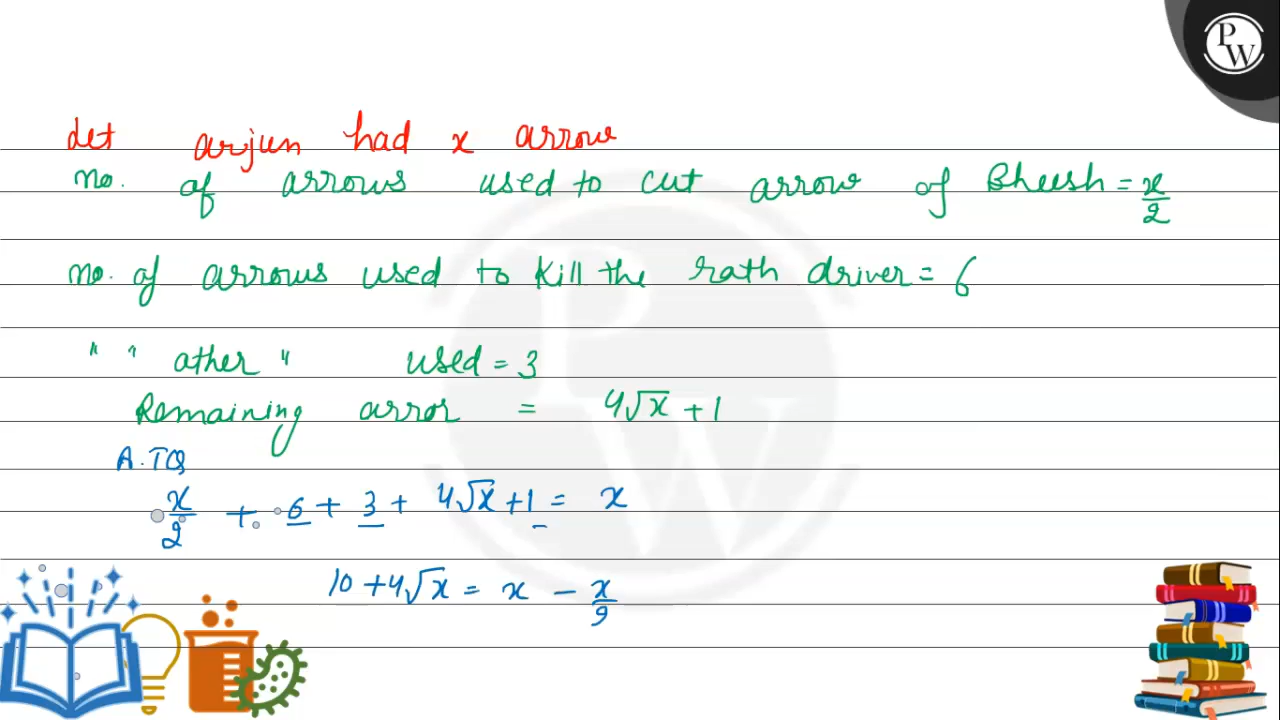 PW
Let arjun had x arrow
no. of arrows used to cut arrow of Bheesh = x/2
no. of arrows used to kill the rath driver = 6
" " other " used = 3
Remaining arror = 4√x + 1
A.TQ
x/2 + 6 + 3 + 4√x + 1 = x
10 + 4√x = x - x/2